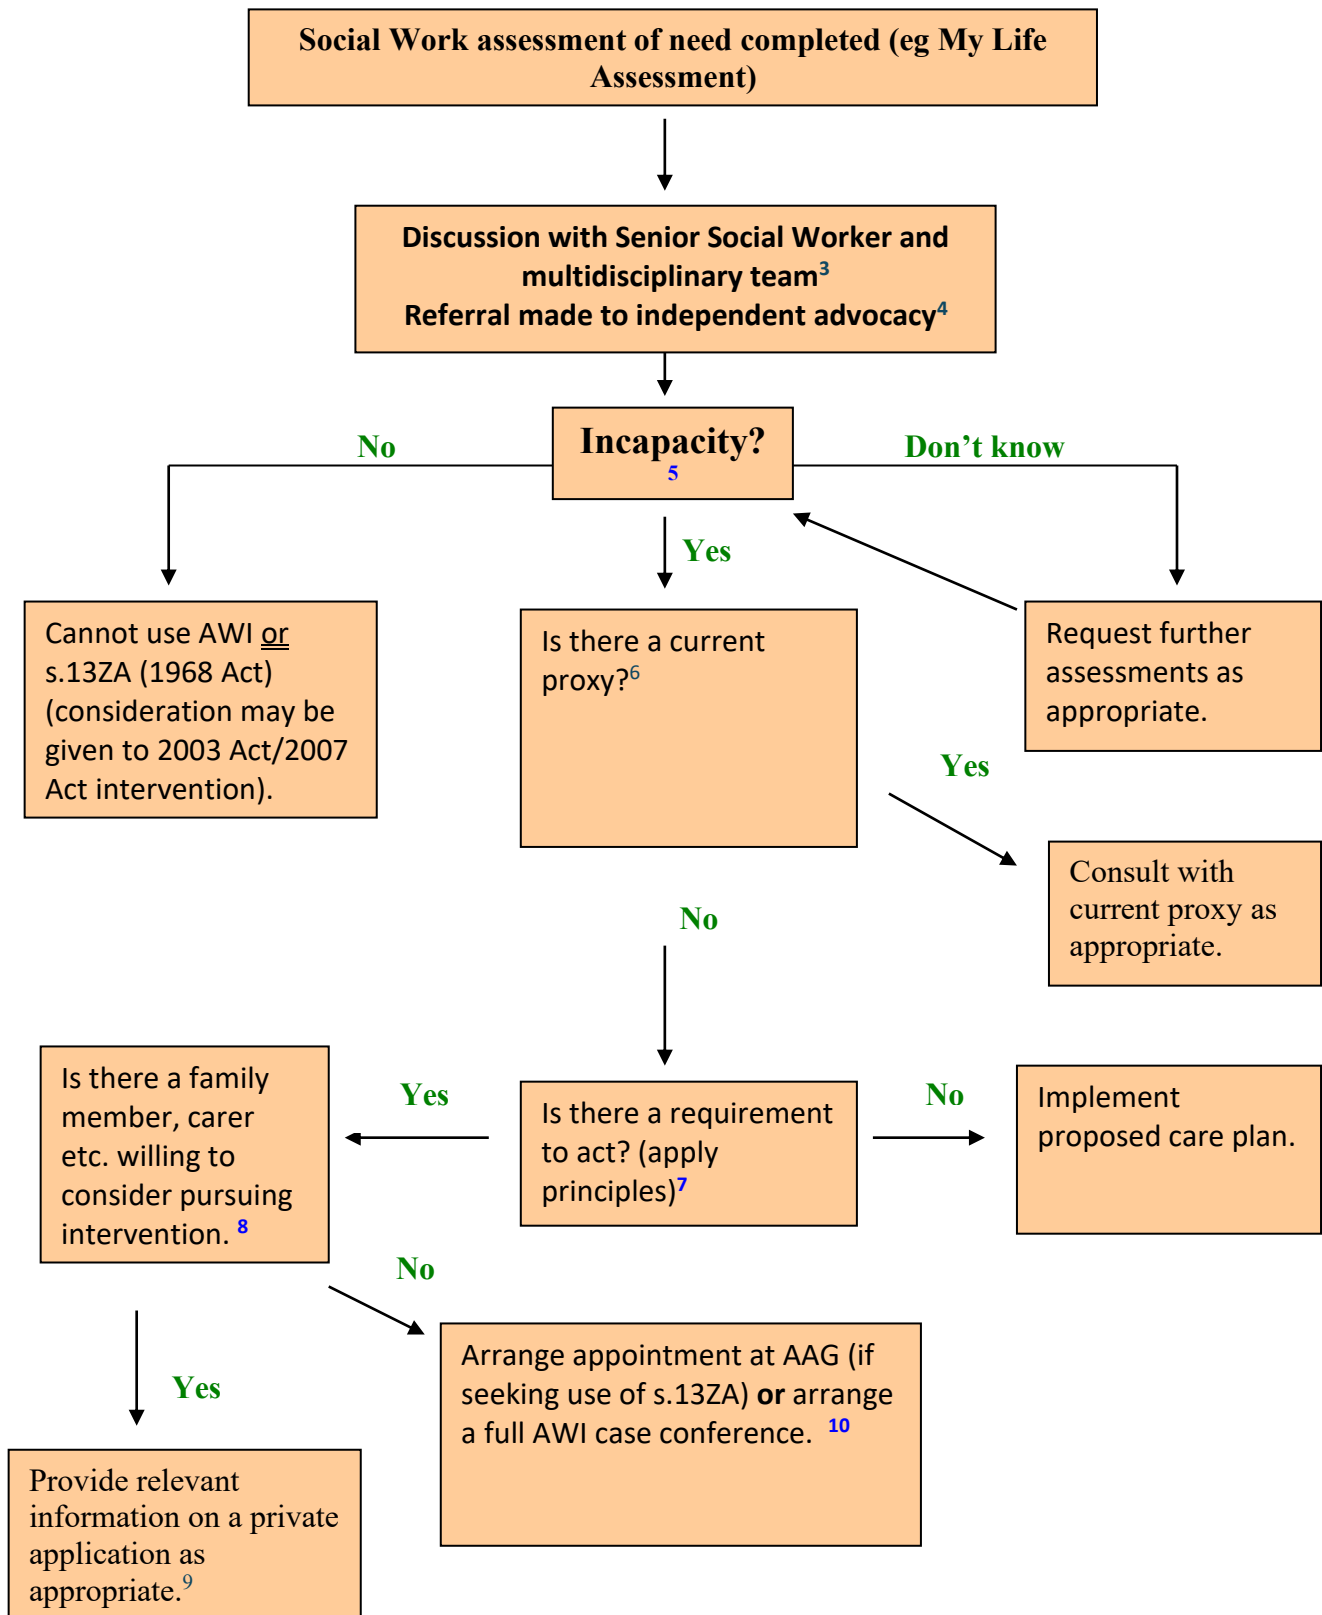 Social Work assessment of need completed (eg My Life
Assessment)
Discussion with Senior Social Worker and
multidisciplinary team3
Referral made to independent advocacy4
Incapacity?
5
No
Don’t know
Yes
Cannot use AWI or
s.13ZA (1968 Act)
(consideration may be
given to 2003 Act/2007
Act intervention).
Is there a current
proxy?6
Request further
assessments as
appropriate.
Yes
Consult with
current proxy as
appropriate.
No
Is there a family
member, carer
etc. willing to
consider pursuing
intervention. 8
Yes
Is there a requirement
to act? (apply
principles)7
No
Implement
proposed care plan.
No
Arrange appointment at AAG (if
seeking use of s.13ZA) or arrange
a full AWI case conference. 10
Yes
Provide relevant
information on a private
application as
appropriate.9